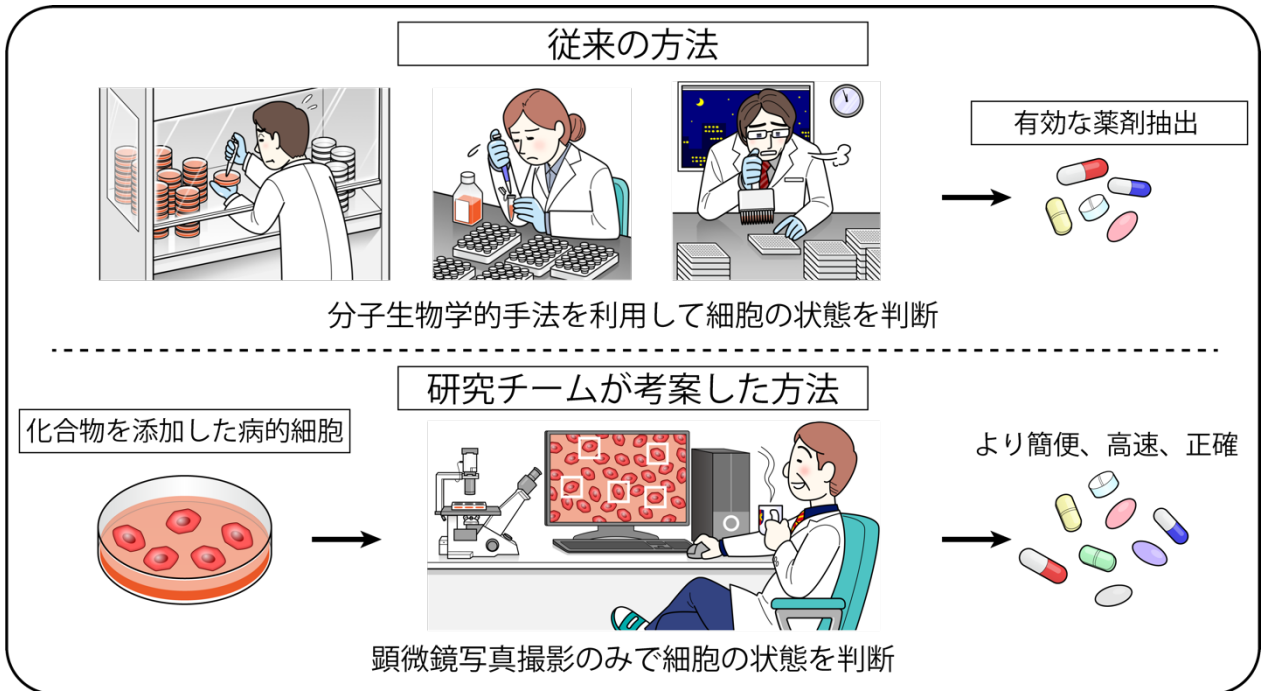 従来の方法
有効な薬剤抽出
分子生物学的手法を利用して細胞の状態を判断
研究チームが考案した方法
化合物を添加した病的細胞
より簡便、高速、正確
顕微鏡写真撮影のみで細胞の状態を判断